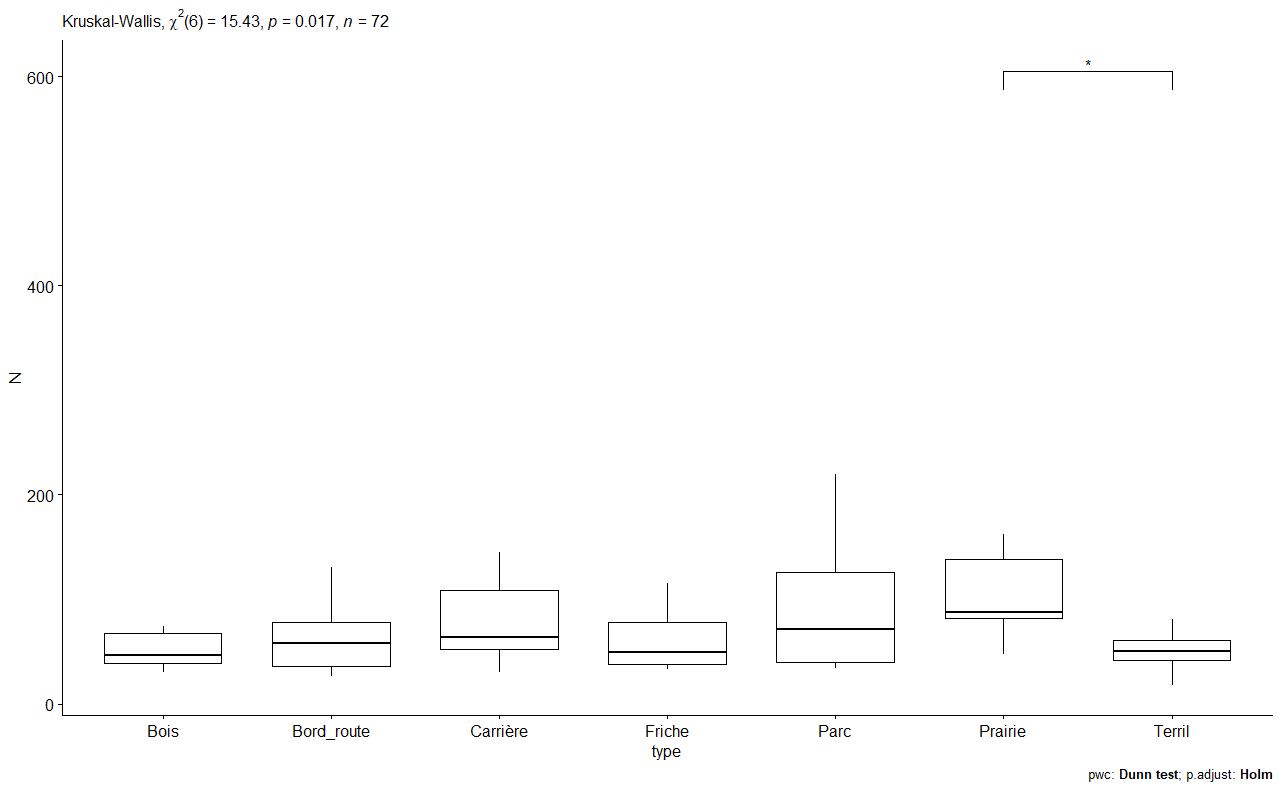 Kruskal-Wallis, χ²(6) = 15.43, p = 0.017, n = 72
600
*
400
N
200
0
Bois Bord_route Carrière Friche Parc Prairie Terril
type
pwc: Dunn test; p.adjust: Holm